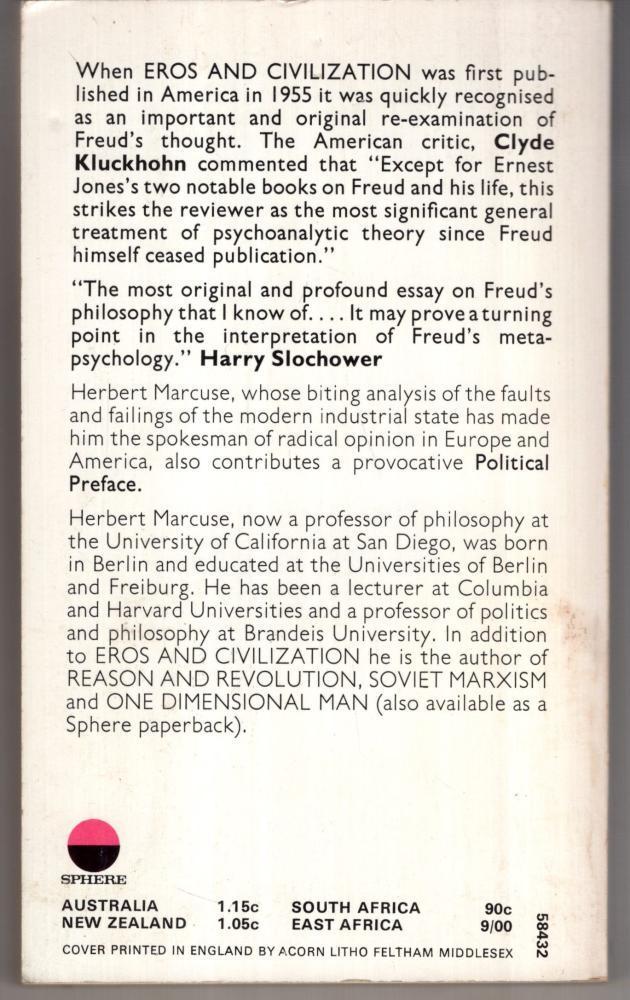 When EROS AND CIVILIZATION was first pub-
lished in America in 1955 it was quickly recognised
as an important and original re-examination of
Freud's thought. The American critic, Clyde
Kluckhohn commented that "Except for Ernest
Jones's two notable books on Freud and his life, this
strikes the reviewer as the most significant general
treatment of psychoanalytic theory since Freud
himself ceased publication."
"The most original and profound essay on Freud's
philosophy that I know of. . . . It may prove a turning
point in the interpretation of Freud's meta-
psychology." Harry Slochower
Herbert Marcuse, whose biting analysis of the faults
and failings of the modern industrial state has made
him the spokesman of radical opinion in Europe and
America, also contributes a provocative Political
Preface.
Herbert Marcuse, now a professor of philosophy at
the University of California at San Diego, was born
in Berlin and educated at the Universities of Berlin
and Freiburg. He has been a lecturer at Columbia
and Harvard Universities and a professor of politics
and philosophy at Brandeis University. In addition
to EROS AND CIVILIZATION he is the author of
REASON AND REVOLUTION, SOVIET MARXISM
and ONE DIMENSIONAL MAN (also available as a
Sphere paperback).
SPHERE
AUSTRALIA 1.15c SOUTH AFRICA 90c
NEW ZEALAND 1.05c EAST AFRICA 9/00
COVER PRINTED IN ENGLAND BY ACORN LITHO FELTHAM MIDDLESEX
58432